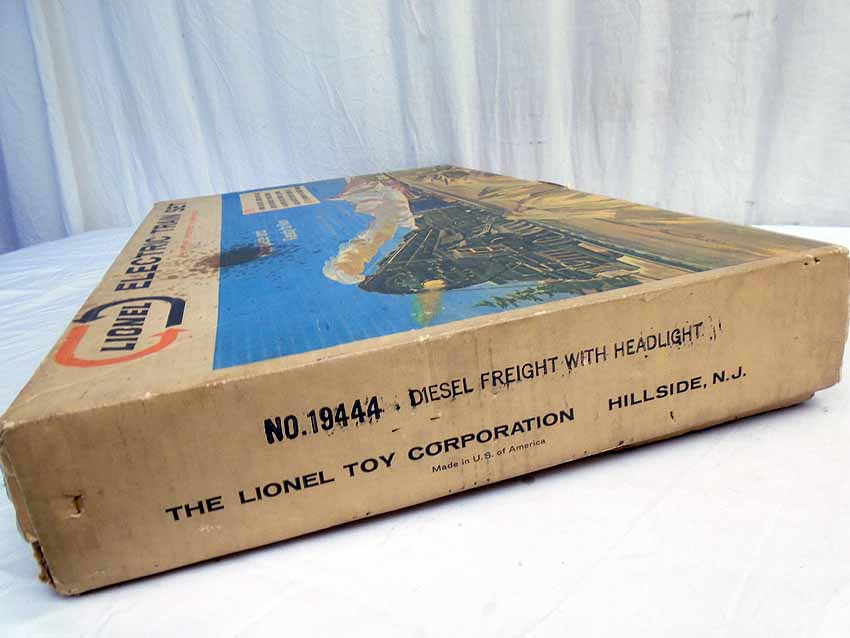 LIONEL
ELECTRIC TRAIN SET
NO. 19444 . DIESEL FREIGHT WITH HEADLIGHT
THE LIONEL TOY CORPORATION HILLSIDE, N.J.
Made in U.S. of America